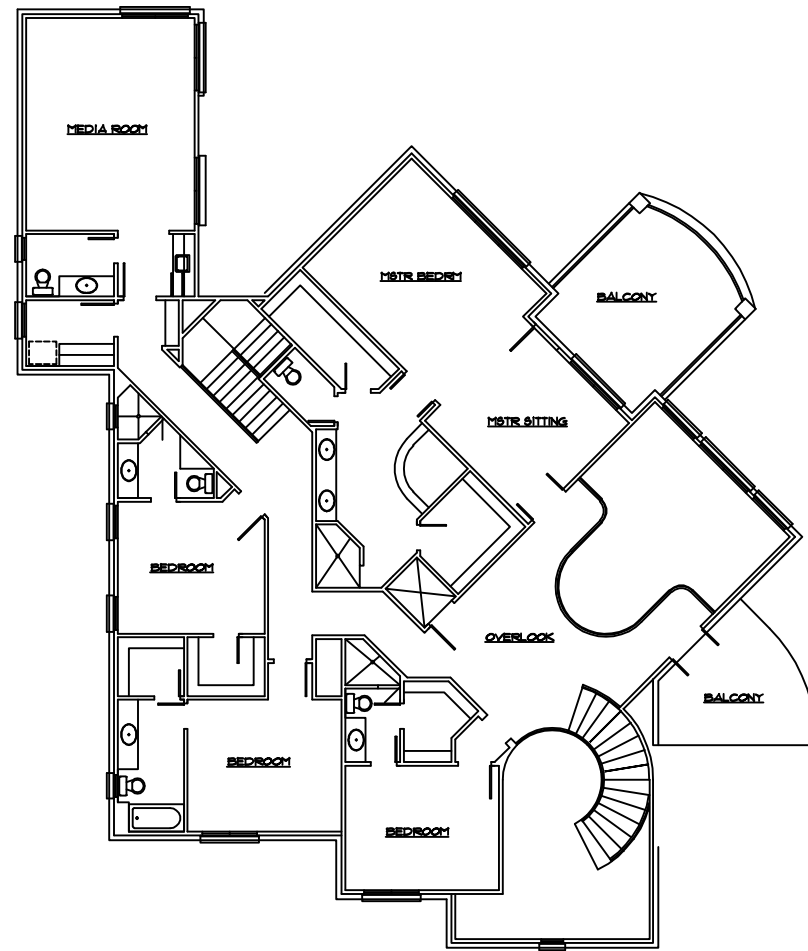 MEDIA ROOM
MSTR BEDRM
BALCONY
MSTR SITTING
BEDROOM
OVERLOOK
BALCONY
BEDROOM
BEDROOM